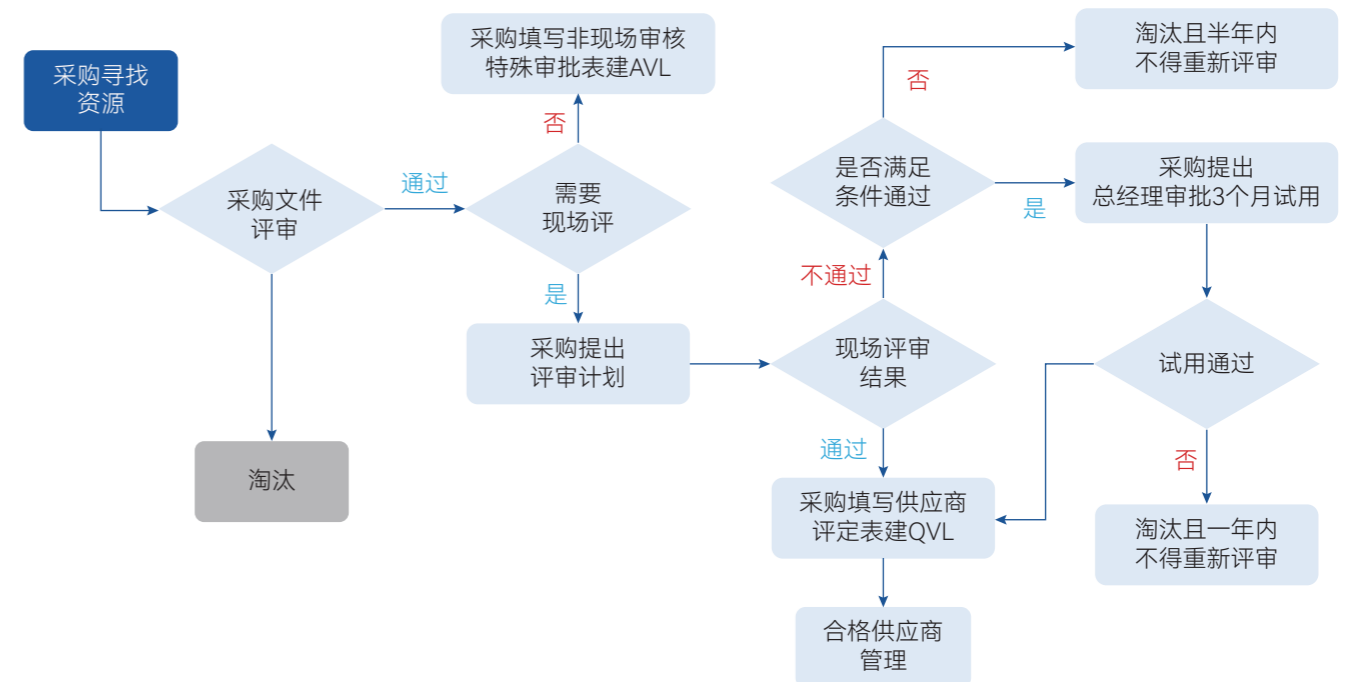 采购寻找
资源
采购文件
评审
淘汰
通过
采购填写非现场审核
特殊审批表建AVL
否
需要
现场评
是
采购提出
评审计划
现场评审
结果
不通过
是否满足
条件通过
否
淘汰且半年内
不得重新评审
是
采购提出
总经理审批3个月试用
试用通过
否
淘汰且一年内
不得重新评审
通过
采购填写供应商
评定表建QVL
合格供应商
管理